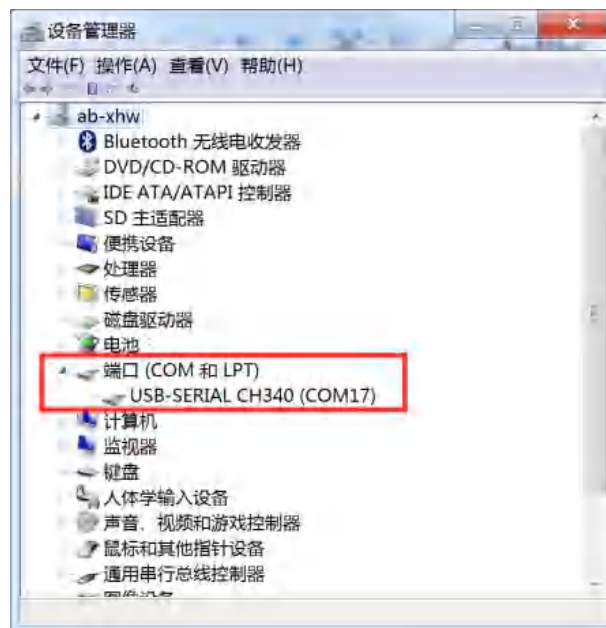 设备管理器
文件(F) 操作(A) 查看(V) 帮助(H)
ab-xhw
Bluetooth 无线电收发器
DVD/CD-ROM 驱动器
IDE ATA/ATAPI 控制器
SD 主适配器
便携设备
处理器
传感器
磁盘驱动器
电池
端口 (COM 和 LPT)
USB-SERIAL CH340 (COM17)
计算机
监视器
键盘
人体学输入设备
声音、视频和游戏控制器
鼠标和其他指针设备
通用串行总线控制器